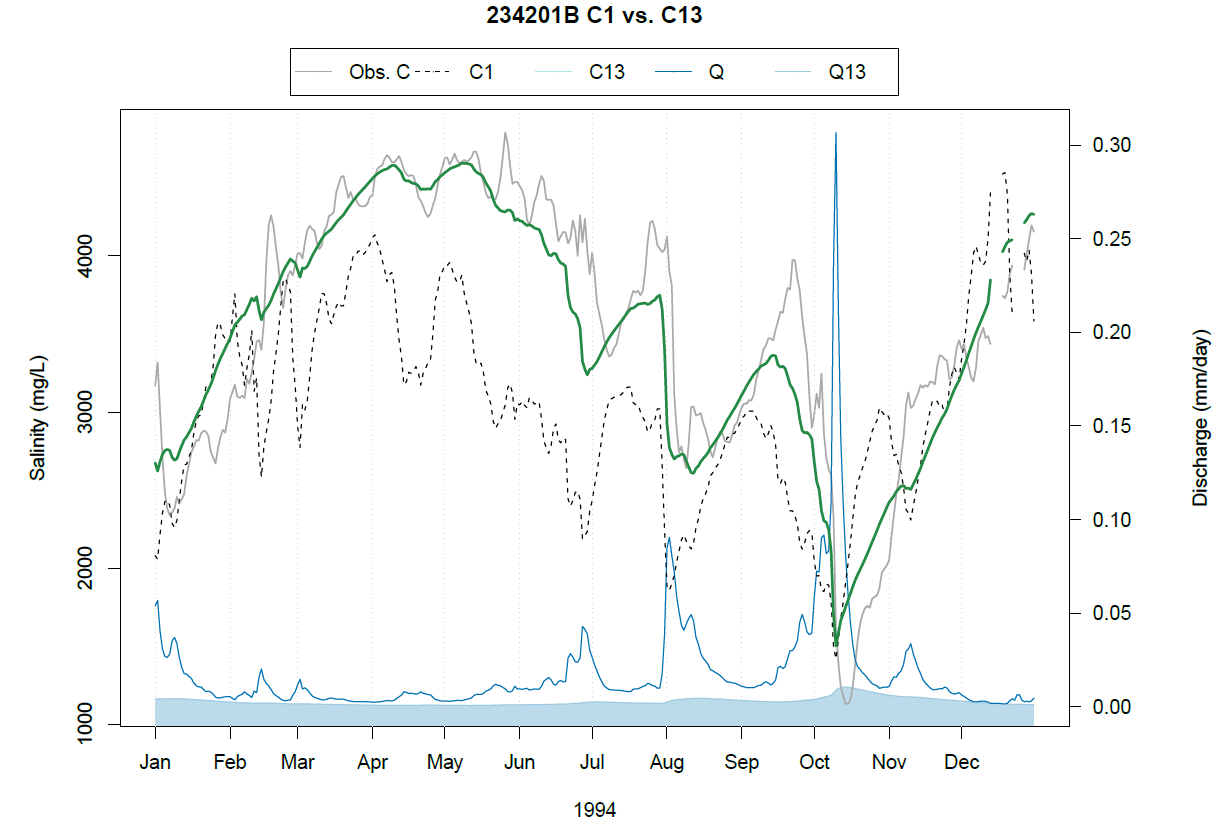 234201B C1 vs. C13
Obs. C C1 C13 Q Q13
Salinity (mg/L)
4000
3000
2000
1000
0.30
0.25
0.20
0.15
0.10
0.05
0.00
Discharge (mm/day)
Jan Feb Mar Apr May Jun Jul Aug Sep Oct Nov Dec
1994